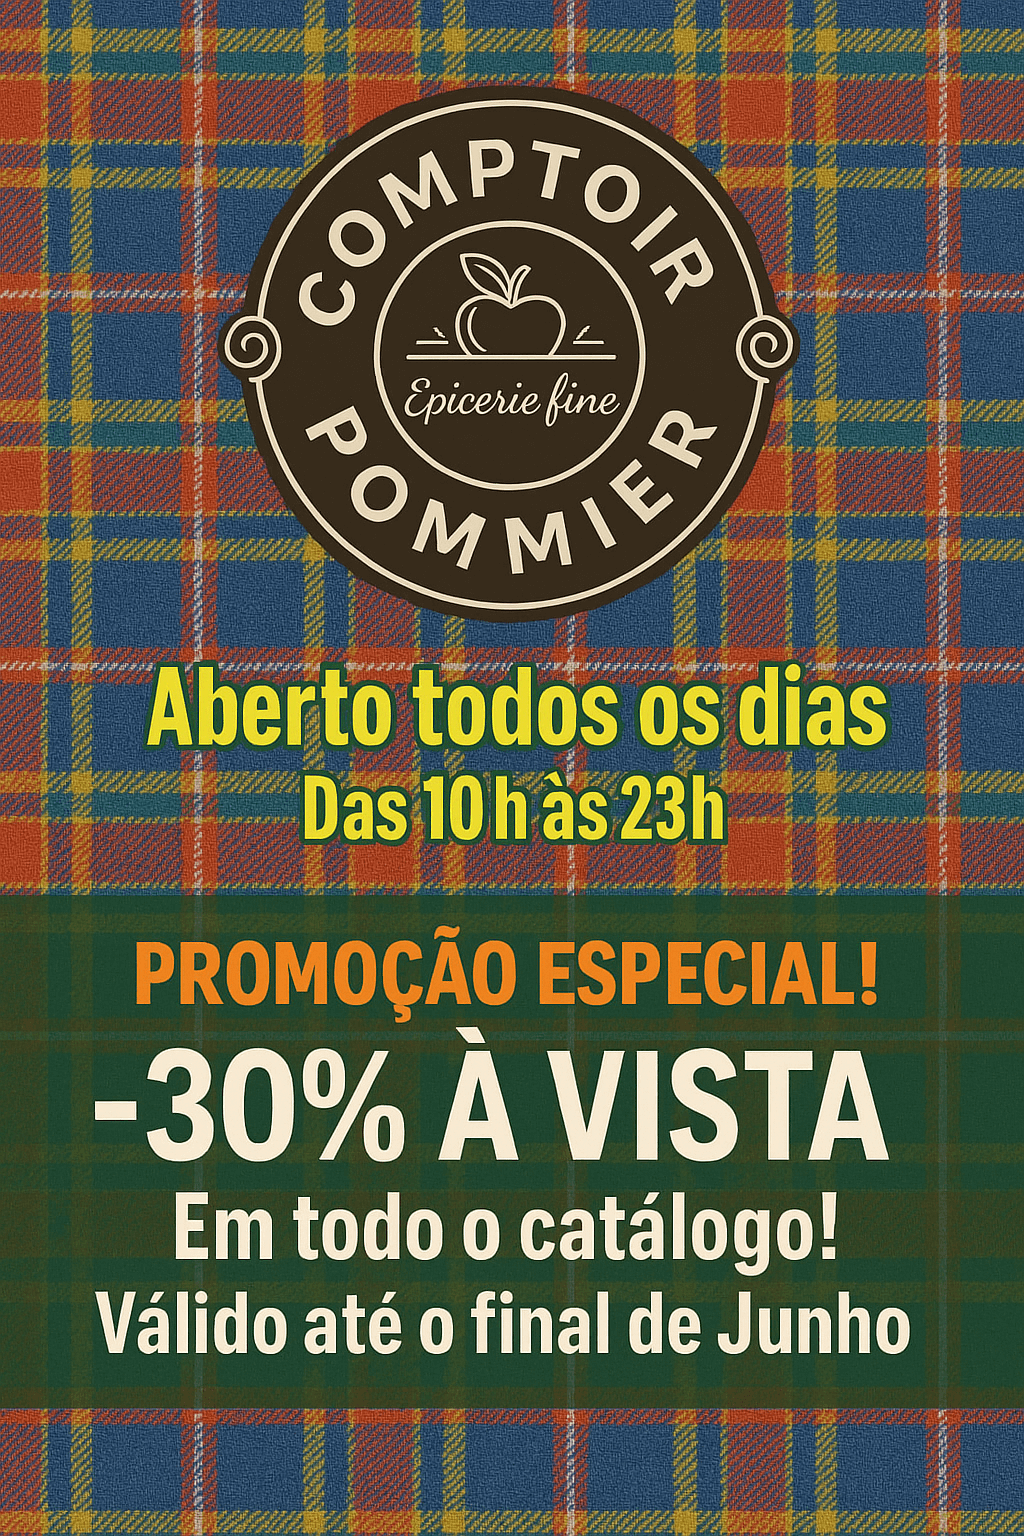 COMPTOIR
Epicerie fine
POMMIER
Aberto todos os dias
Das 10h às 23h
PROMOÇÃO ESPECIAL!
-30% À VISTA
Em todo o catálogo!
Válido até o final de Junho